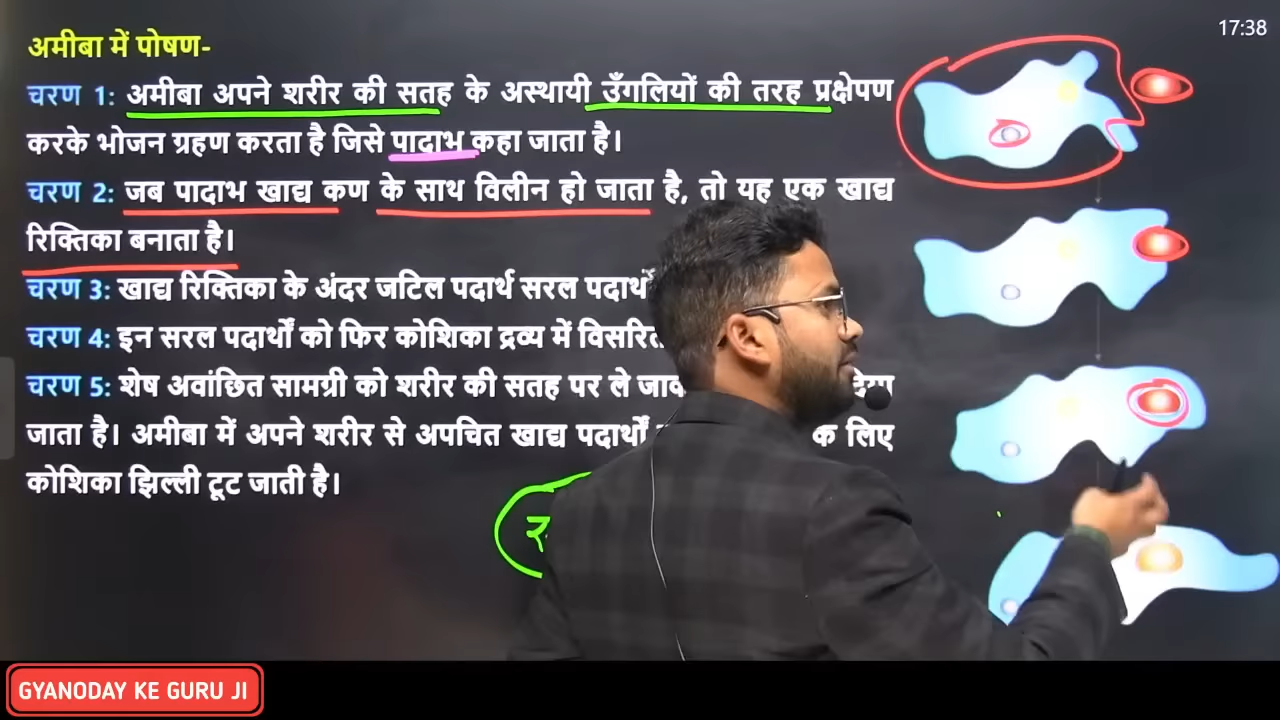 17:38
अमीबा में पोषण-
चरण 1: अमीबा अपने शरीर की सतह के अस्थायी उँगलियों की तरह प्रक्षेपण
करके भोजन ग्रहण करता है जिसे पादाभ कहा जाता है।
चरण 2: जब पादाभ खाद्य कण के साथ विलीन हो जाता है, तो यह एक खाद्य
रिक्तिका बनाता है।
चरण 3: खाद्य रिक्तिका के अंदर जटिल पदार्थ सरल पदार्थों
चरण 4: इन सरल पदार्थों को फिर कोशिका द्रव्य में विसरित
चरण 5: शेष अवांछित सामग्री को शरीर की सतह पर ले दिया
जाता है। अमीबा में अपने शरीर से अपचित खाद्य पदार्थों लिए
कोशिका झिल्ली टूट जाती है।
GYANODAY KE GURU JI